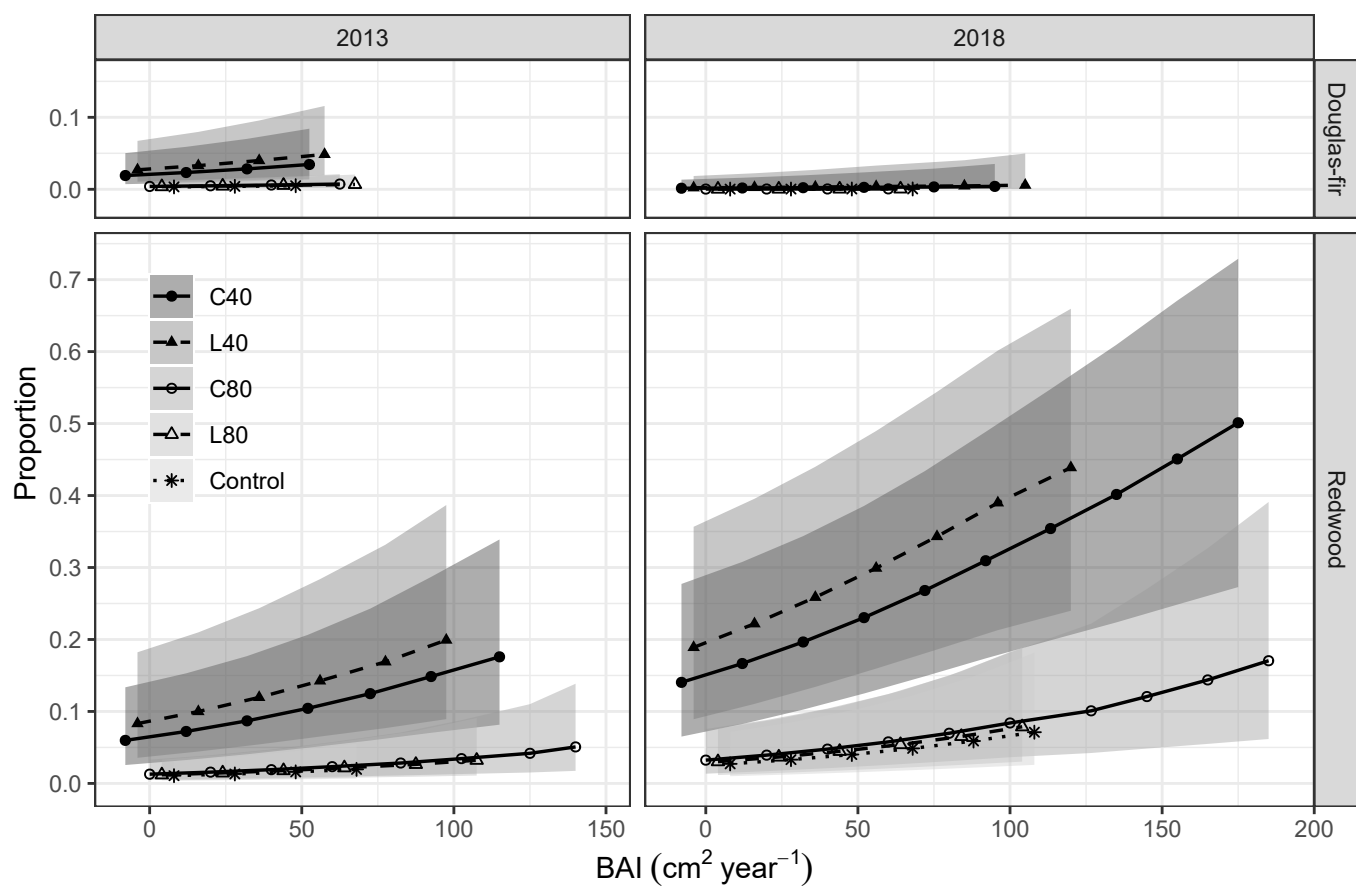 2013 2018
0.1
0.0
Douglas-fir
0.7
0.6
0.5
0.4
0.3
0.2
0.1
0.0
Proportion
C40
L40
C80
L80
Control
Redwood
0 50 100 150 0 50 100 150 200
BAI (cm² year⁻¹)